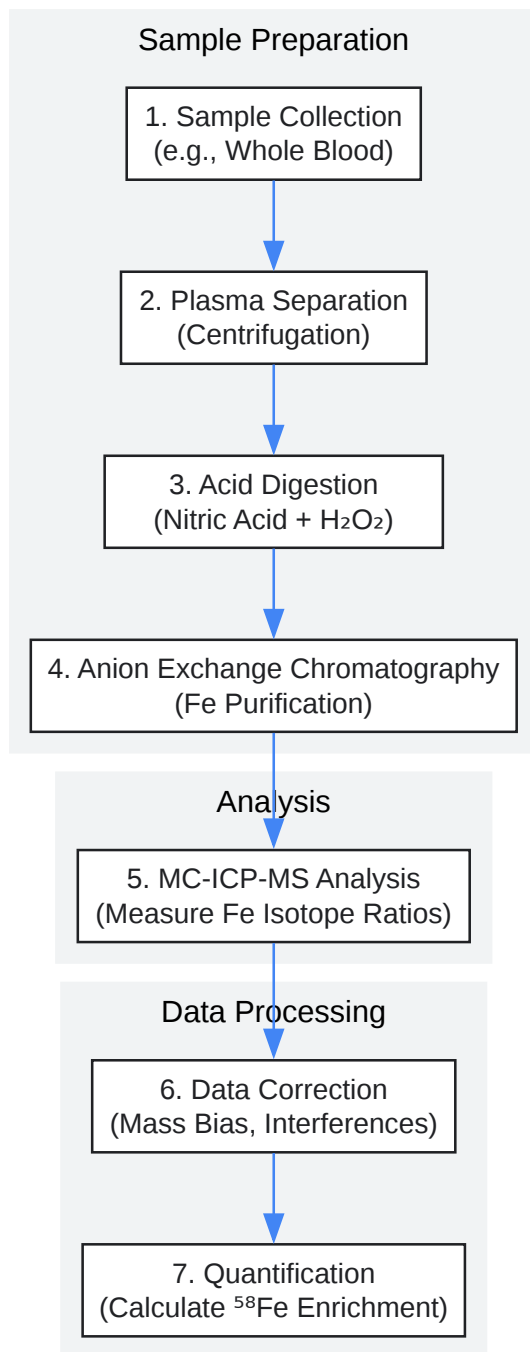 Sample Preparation
1. Sample Collection
(e.g., Whole Blood)
2. Plasma Separation
(Centrifugation)
3. Acid Digestion
(Nitric Acid + H₂O₂)
4. Anion Exchange Chromatography
(Fe Purification)
Analysis
5. MC-ICP-MS Analysis
(Measure Fe Isotope Ratios)
Data Processing
6. Data Correction
(Mass Bias, Interferences)
7. Quantification
(Calculate ⁵⁸Fe Enrichment)